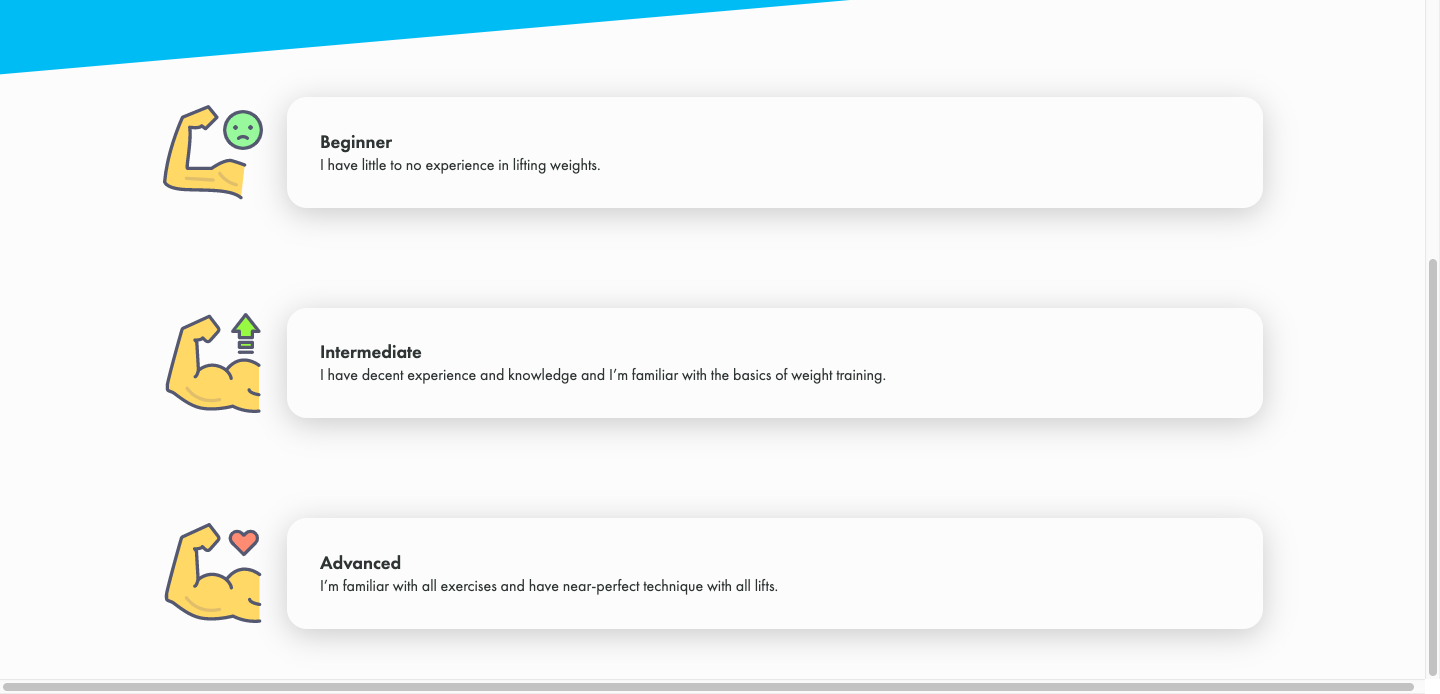 Beginner
I have little to no experience in lifting weights.
Intermediate
I have decent experience and knowledge and I’m familiar with the basics of weight training.
Advanced
I’m familiar with all exercises and have near-perfect technique with all lifts.